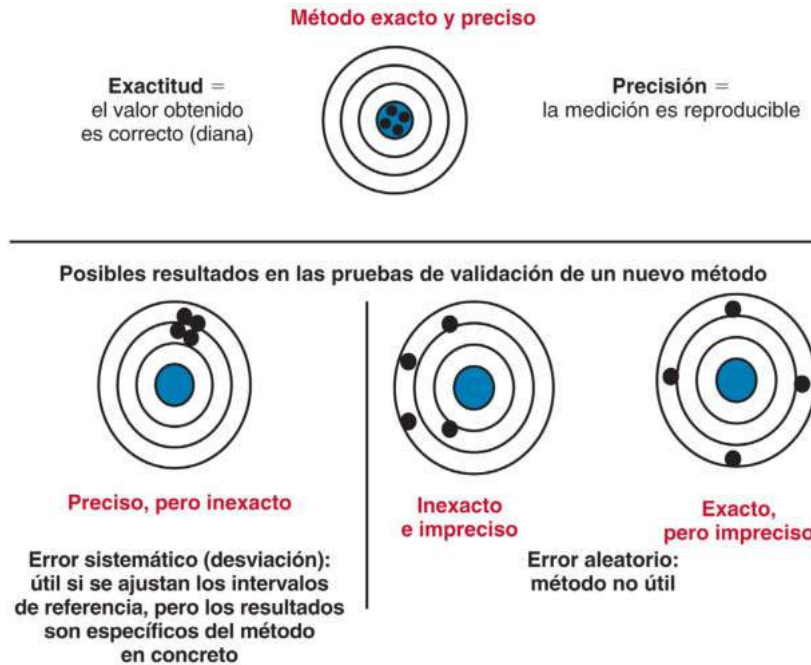 Método exacto y preciso
Exactitud =
el valor obtenido
es correcto (diana)
Precisión =
la medición es reproducible
Posibles resultados en las pruebas de validación de un nuevo método
Preciso, pero inexacto
Error sistemático (desviación):
útil si se ajustan los intervalos
de referencia, pero los resultados
son específicos del método
en concreto
Inexacto
e impreciso
Exacto,
pero impreciso
Error aleatorio:
método no útil